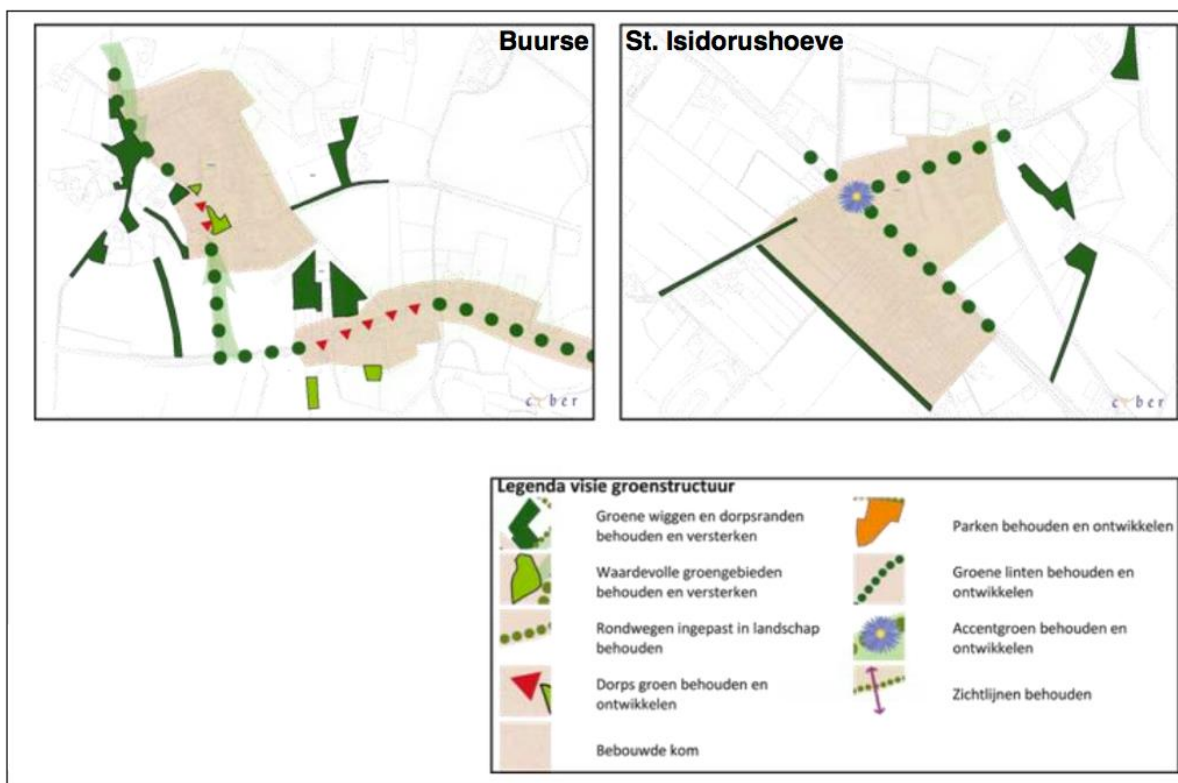 Buurse
St. Isidorushoeve
Legenda visie groenstructuur
Groene wiggen en dorpsranden
behouden en versterken
Waardevolle groengebieden
behouden en versterken
Rondwegen ingepast in landschap
behouden
Dorps groen behouden en
ontwikkelen
Bebouwde kom
Parken behouden en ontwikkelen
Groene linten behouden en
ontwikkelen
Accentgroen behouden en
ontwikkelen
Zichtlijnen behouden